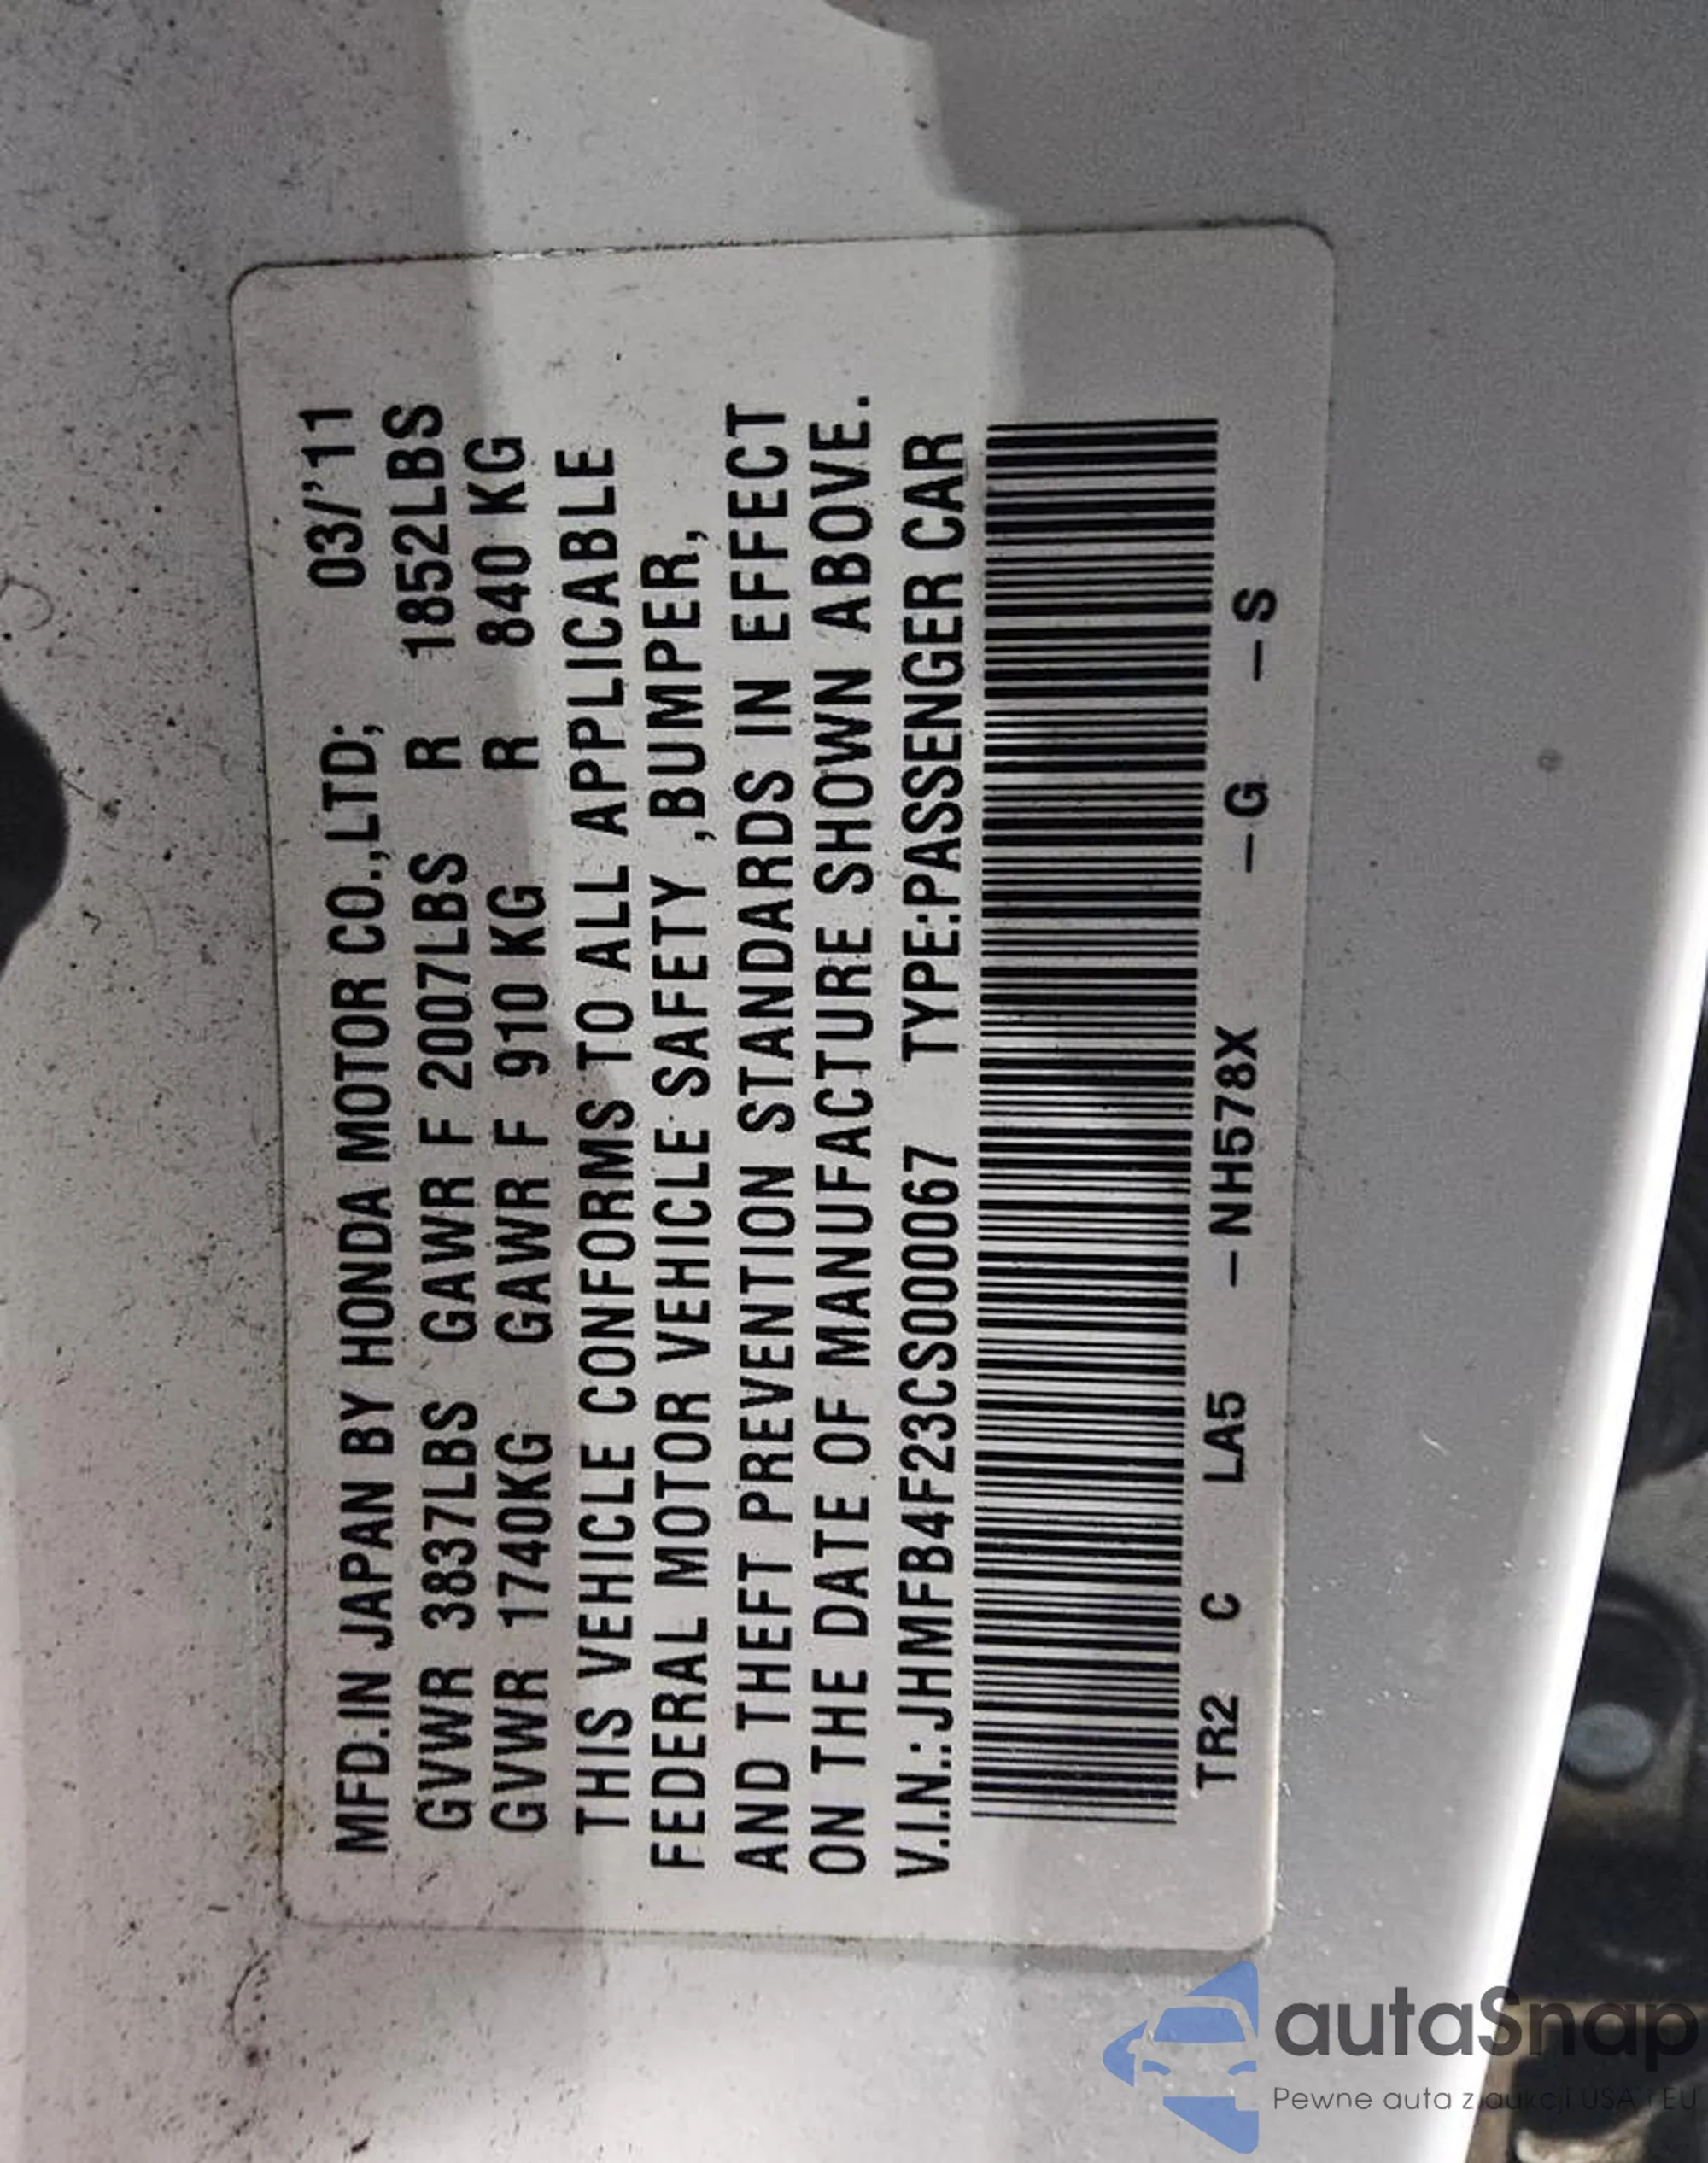 MFD.IN JAPAN BY HONDA MOTOR CO.,LTD; 03/'11
GVWR 3837LBS GAWR F 2007LBS R 1852LBS
GVWR 1740KG GAWR F 910 KG R 840 KG
THIS VEHICLE CONFORMS TO ALL APPLICABLE
FEDERAL MOTOR VEHICLE SAFETY ,BUMPER,
AND THEFT PREVENTION STANDARDS IN EFFECT
ON THE DATE OF MANUFACTURE SHOWN ABOVE.
V.I.N.: JHMFB4F23CS000067 TYPE:PASSENGER CAR
TR2 C LA5 –NH578X –G –S
autaSnap
Pewne auta z aukcji USA i EU